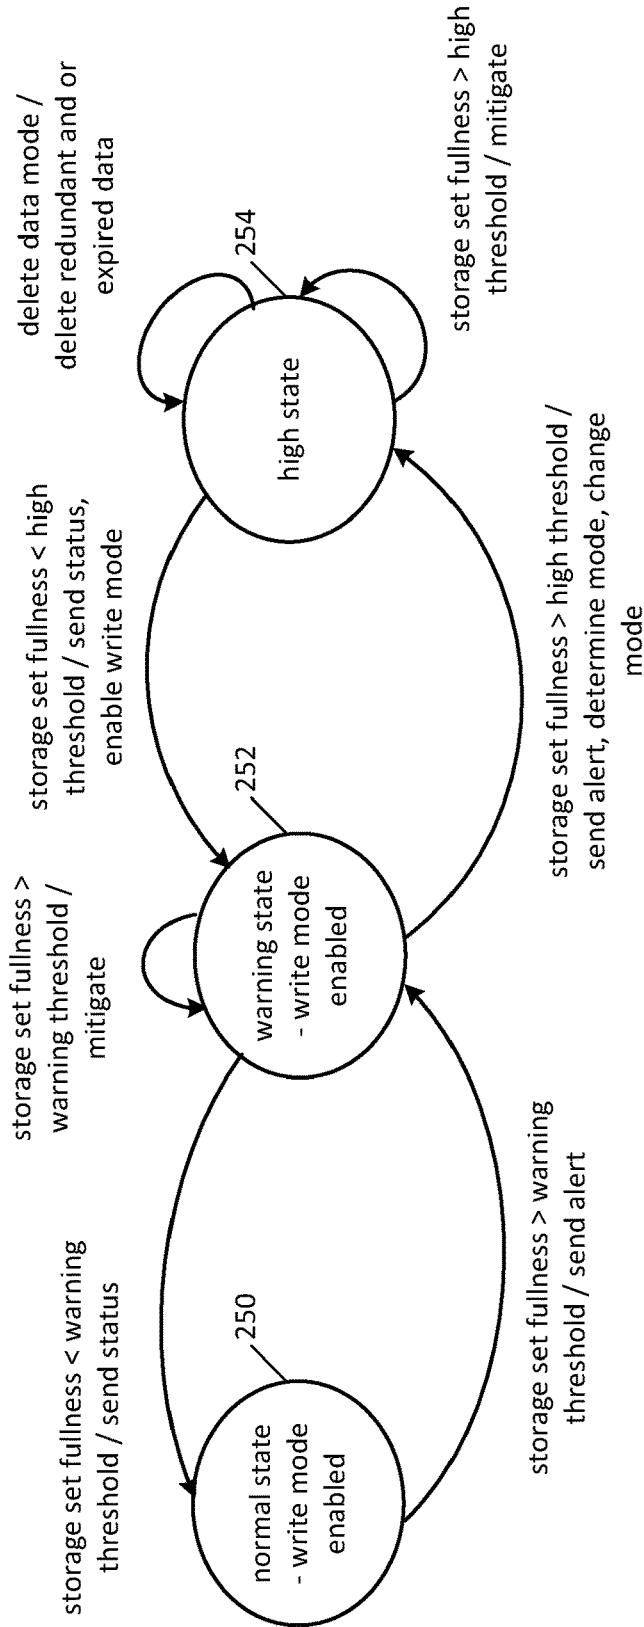 storage set fullness < warning
threshold / send status
storage set fullness >
warning threshold /
mitigate
storage set fullness < high
threshold / send status,
enable write mode
delete data mode /
delete redundant and or
expired data
250
252
254
normal state
- write mode
enabled
warning state
- write mode
enabled
high state
storage set fullness > warning
threshold / send alert
storage set fullness > high threshold /
send alert, determine mode, change
mode
storage set fullness > high
threshold / mitigate